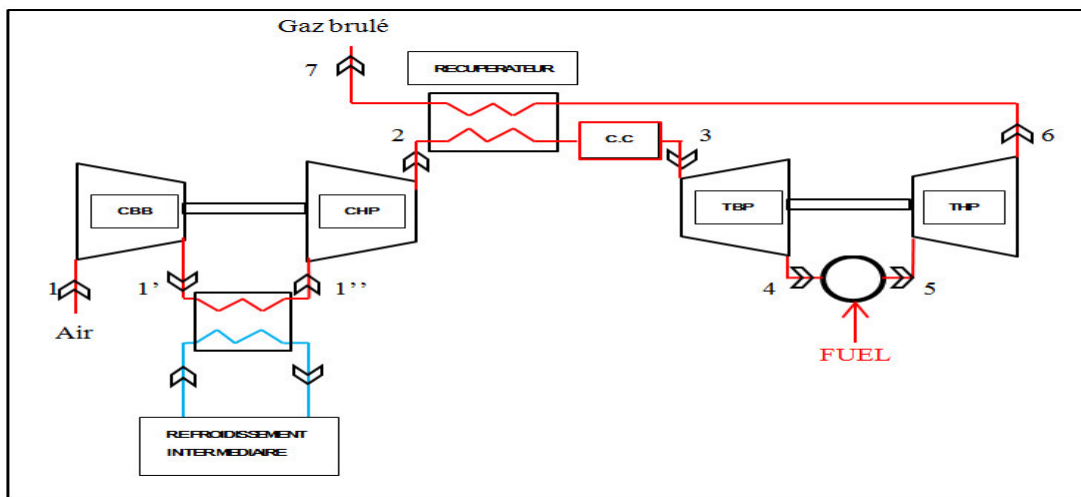 Gaz brulé
7
RECUPERATEUR
2
C.C
3
6
CBB
CHP
TBP
THP
1
1’
1’’
4
5
Air
FUEL
REFROIDISSEMENT
INTERMEDIAIRE